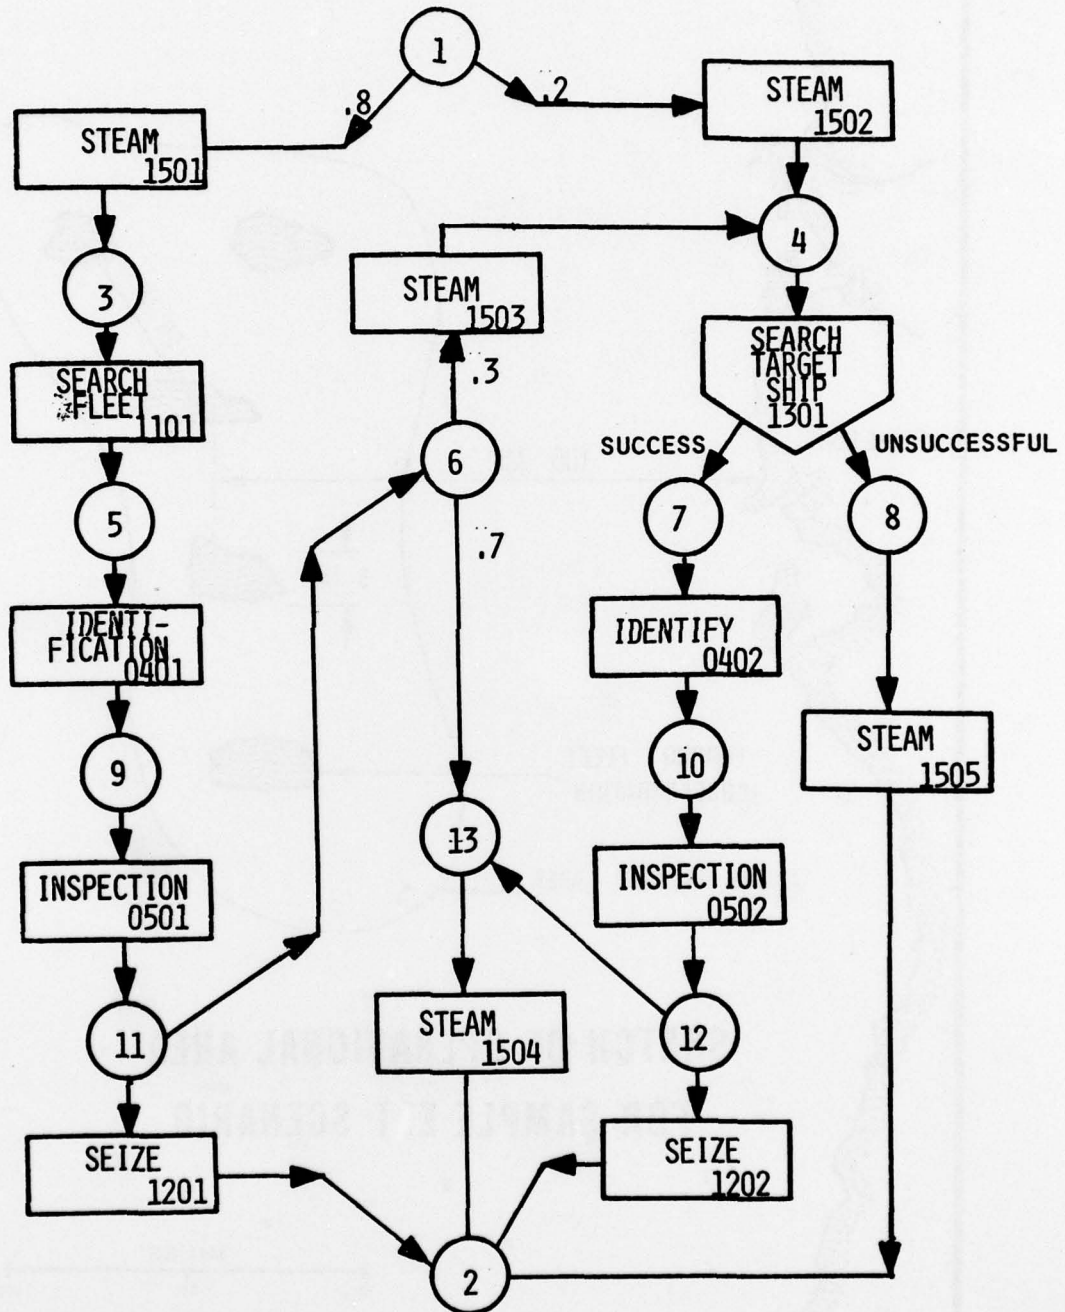 1
.8
.2
STEAM
1501
STEAM
1502
3
4
STEAM
1503
.3
SEARCH
FLEET
1101
SEARCH
TARGET
SHIP
1301
SUCCESS
UNSUCCESSFUL
6
5
7
8
.7
IDENTI-
FICATION
0401
IDENTIFY
0402
STEAM
1505
9
10
13
INSPECTION
0501
INSPECTION
0502
11
STEAM
1504
12
SEIZE
1201
SEIZE
1202
2